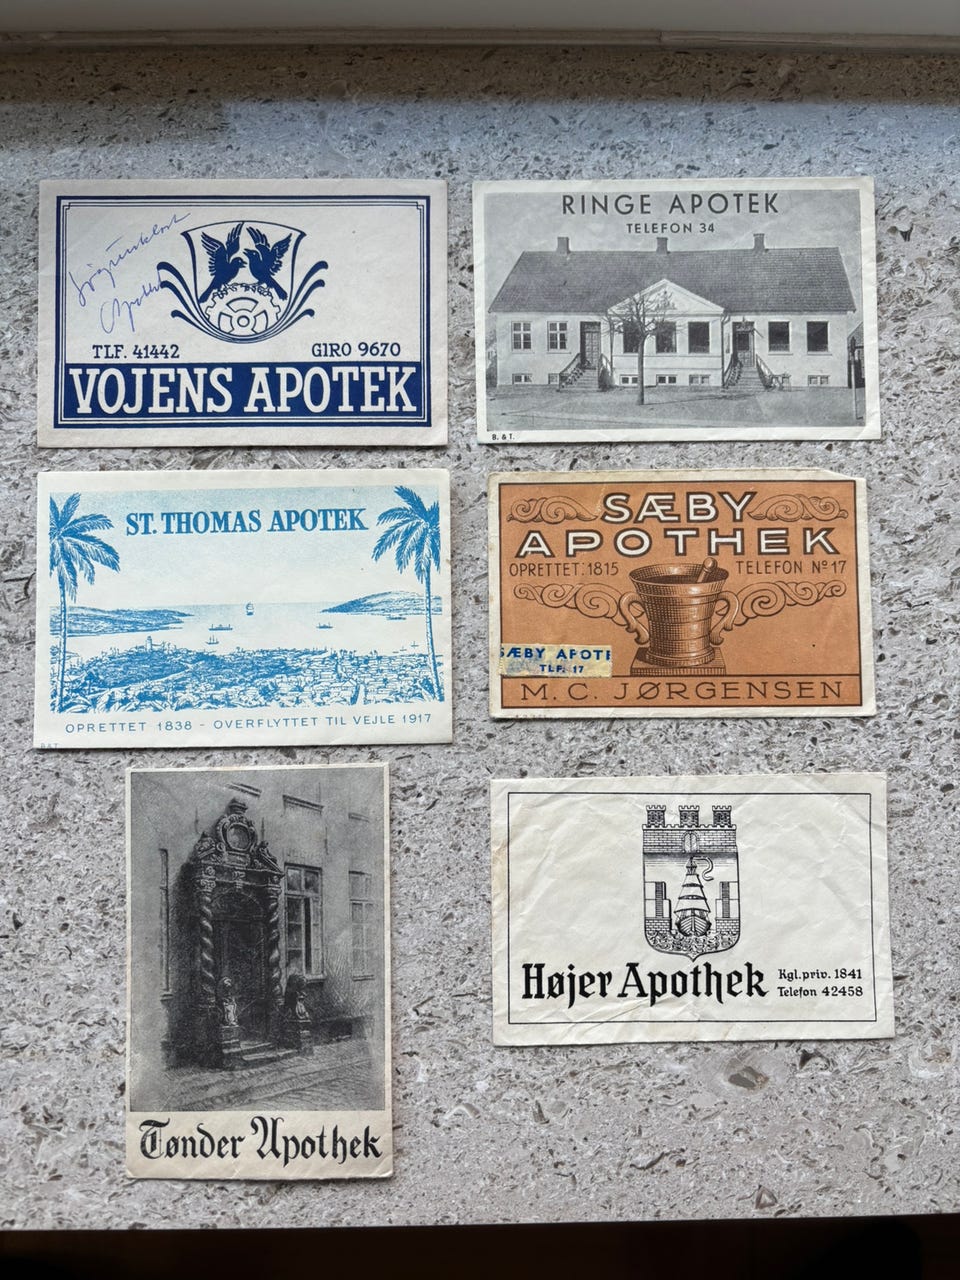 TLF. 41442 GIRO 9670
VOJENS APOTEK
RINGE APOTEK
TELEFON 34
B. & T.
ST. THOMAS APOTEK
OPRETTET 1838 - OVERFLYTTET TIL VEJLE 1917
B & T
SÆBY
APOTHEK
OPRETTET: 1815 TELEFON Nº 17
SÆBY APOTE
TLF. 17
M. C. JØRGENSEN
Tønder Apothek
Højer Apothek
Kgl. priv. 1841
Telefon 42458